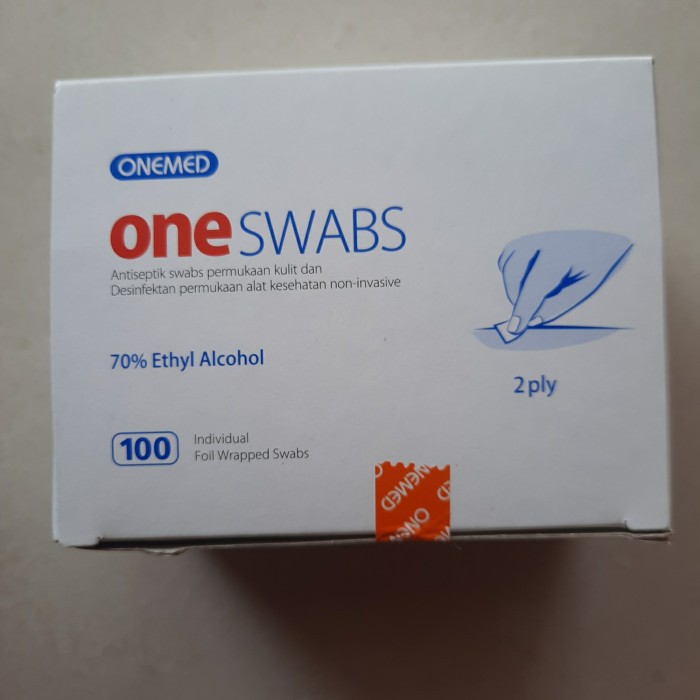 ONEMED
oneSWABS
Antiseptik swabs permukaan kulit dan
Desinfektan permukaan alat kesehatan non-invasive
70% Ethyl Alcohol
2 ply
100
Individual
Foil Wrapped Swabs
ONEMED